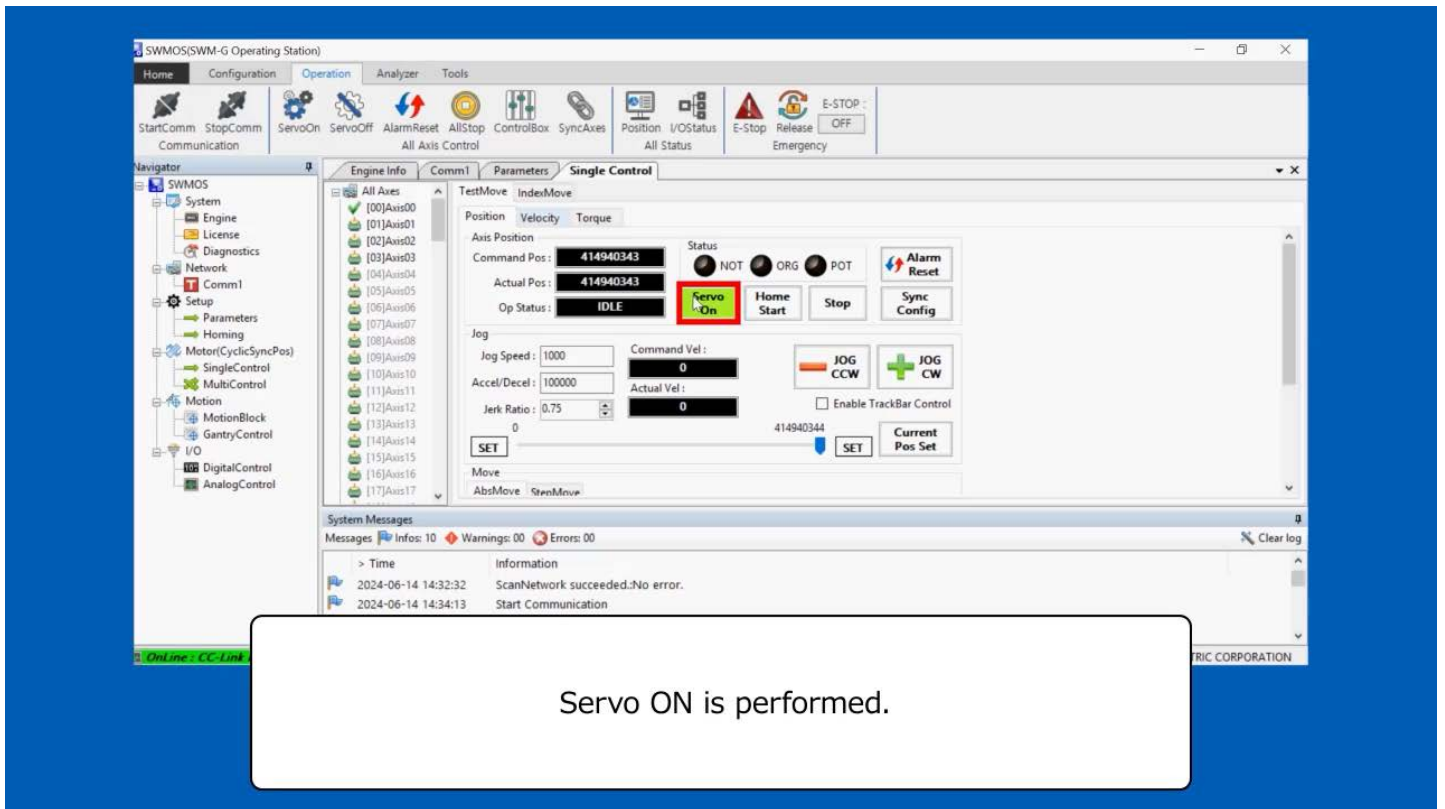 SWMOS(SWM-G Operating Station)
Home Configuration Operation Analyzer Tools
StartComm StopComm ServoOn ServoOff AlarmReset AllStop ControlBox SyncAxes Position I/OStatus E-Stop Release E-STOP : OFF
Communication All Axis Control All Status Emergency
Navigator
SWMOS
System
Engine
License
Diagnostics
Network
Comm1
Setup
Parameters
Homing
Motor(CyclicSyncPos)
SingleControl
MultiControl
Motion
MotionBlock
GantryControl
I/O
DigitalControl
AnalogControl
Engine Info Comm1 Parameters Single Control
All Axes
[00]Axis00
[01]Axis01
[02]Axis02
[03]Axis03
[04]Axis04
[05]Axis05
[06]Axis06
[07]Axis07
[08]Axis08
[09]Axis09
[10]Axis10
[11]Axis11
[12]Axis12
[13]Axis13
[14]Axis14
[15]Axis15
[16]Axis16
[17]Axis17
TestMove IndexMove
Position Velocity Torque
Axis Position
Command Pos : 414940343
Actual Pos : 414940343
Op Status : IDLE
Status
NOT ORG POT
Alarm
Reset
Servo
On
Home
Start
Stop
Sync
Config
Jog
Jog Speed : 1000
Accel/Decel : 100000
Jerk Ratio : 0.75
Command Vel :
0
Actual Vel :
0
JOG
CCW
JOG
CW
Enable TrackBar Control
0 414940344
SET SET
Current
Pos Set
Move
AbsMove StepMove
System Messages
Messages Infos: 10 Warnings: 00 Errors: 00 Clear log
> Time Information
2024-06-14 14:32:32 ScanNetwork succeeded.:No error.
2024-06-14 14:34:13 Start Communication
OnLine : CC-Link
TRIC CORPORATION
Servo ON is performed.